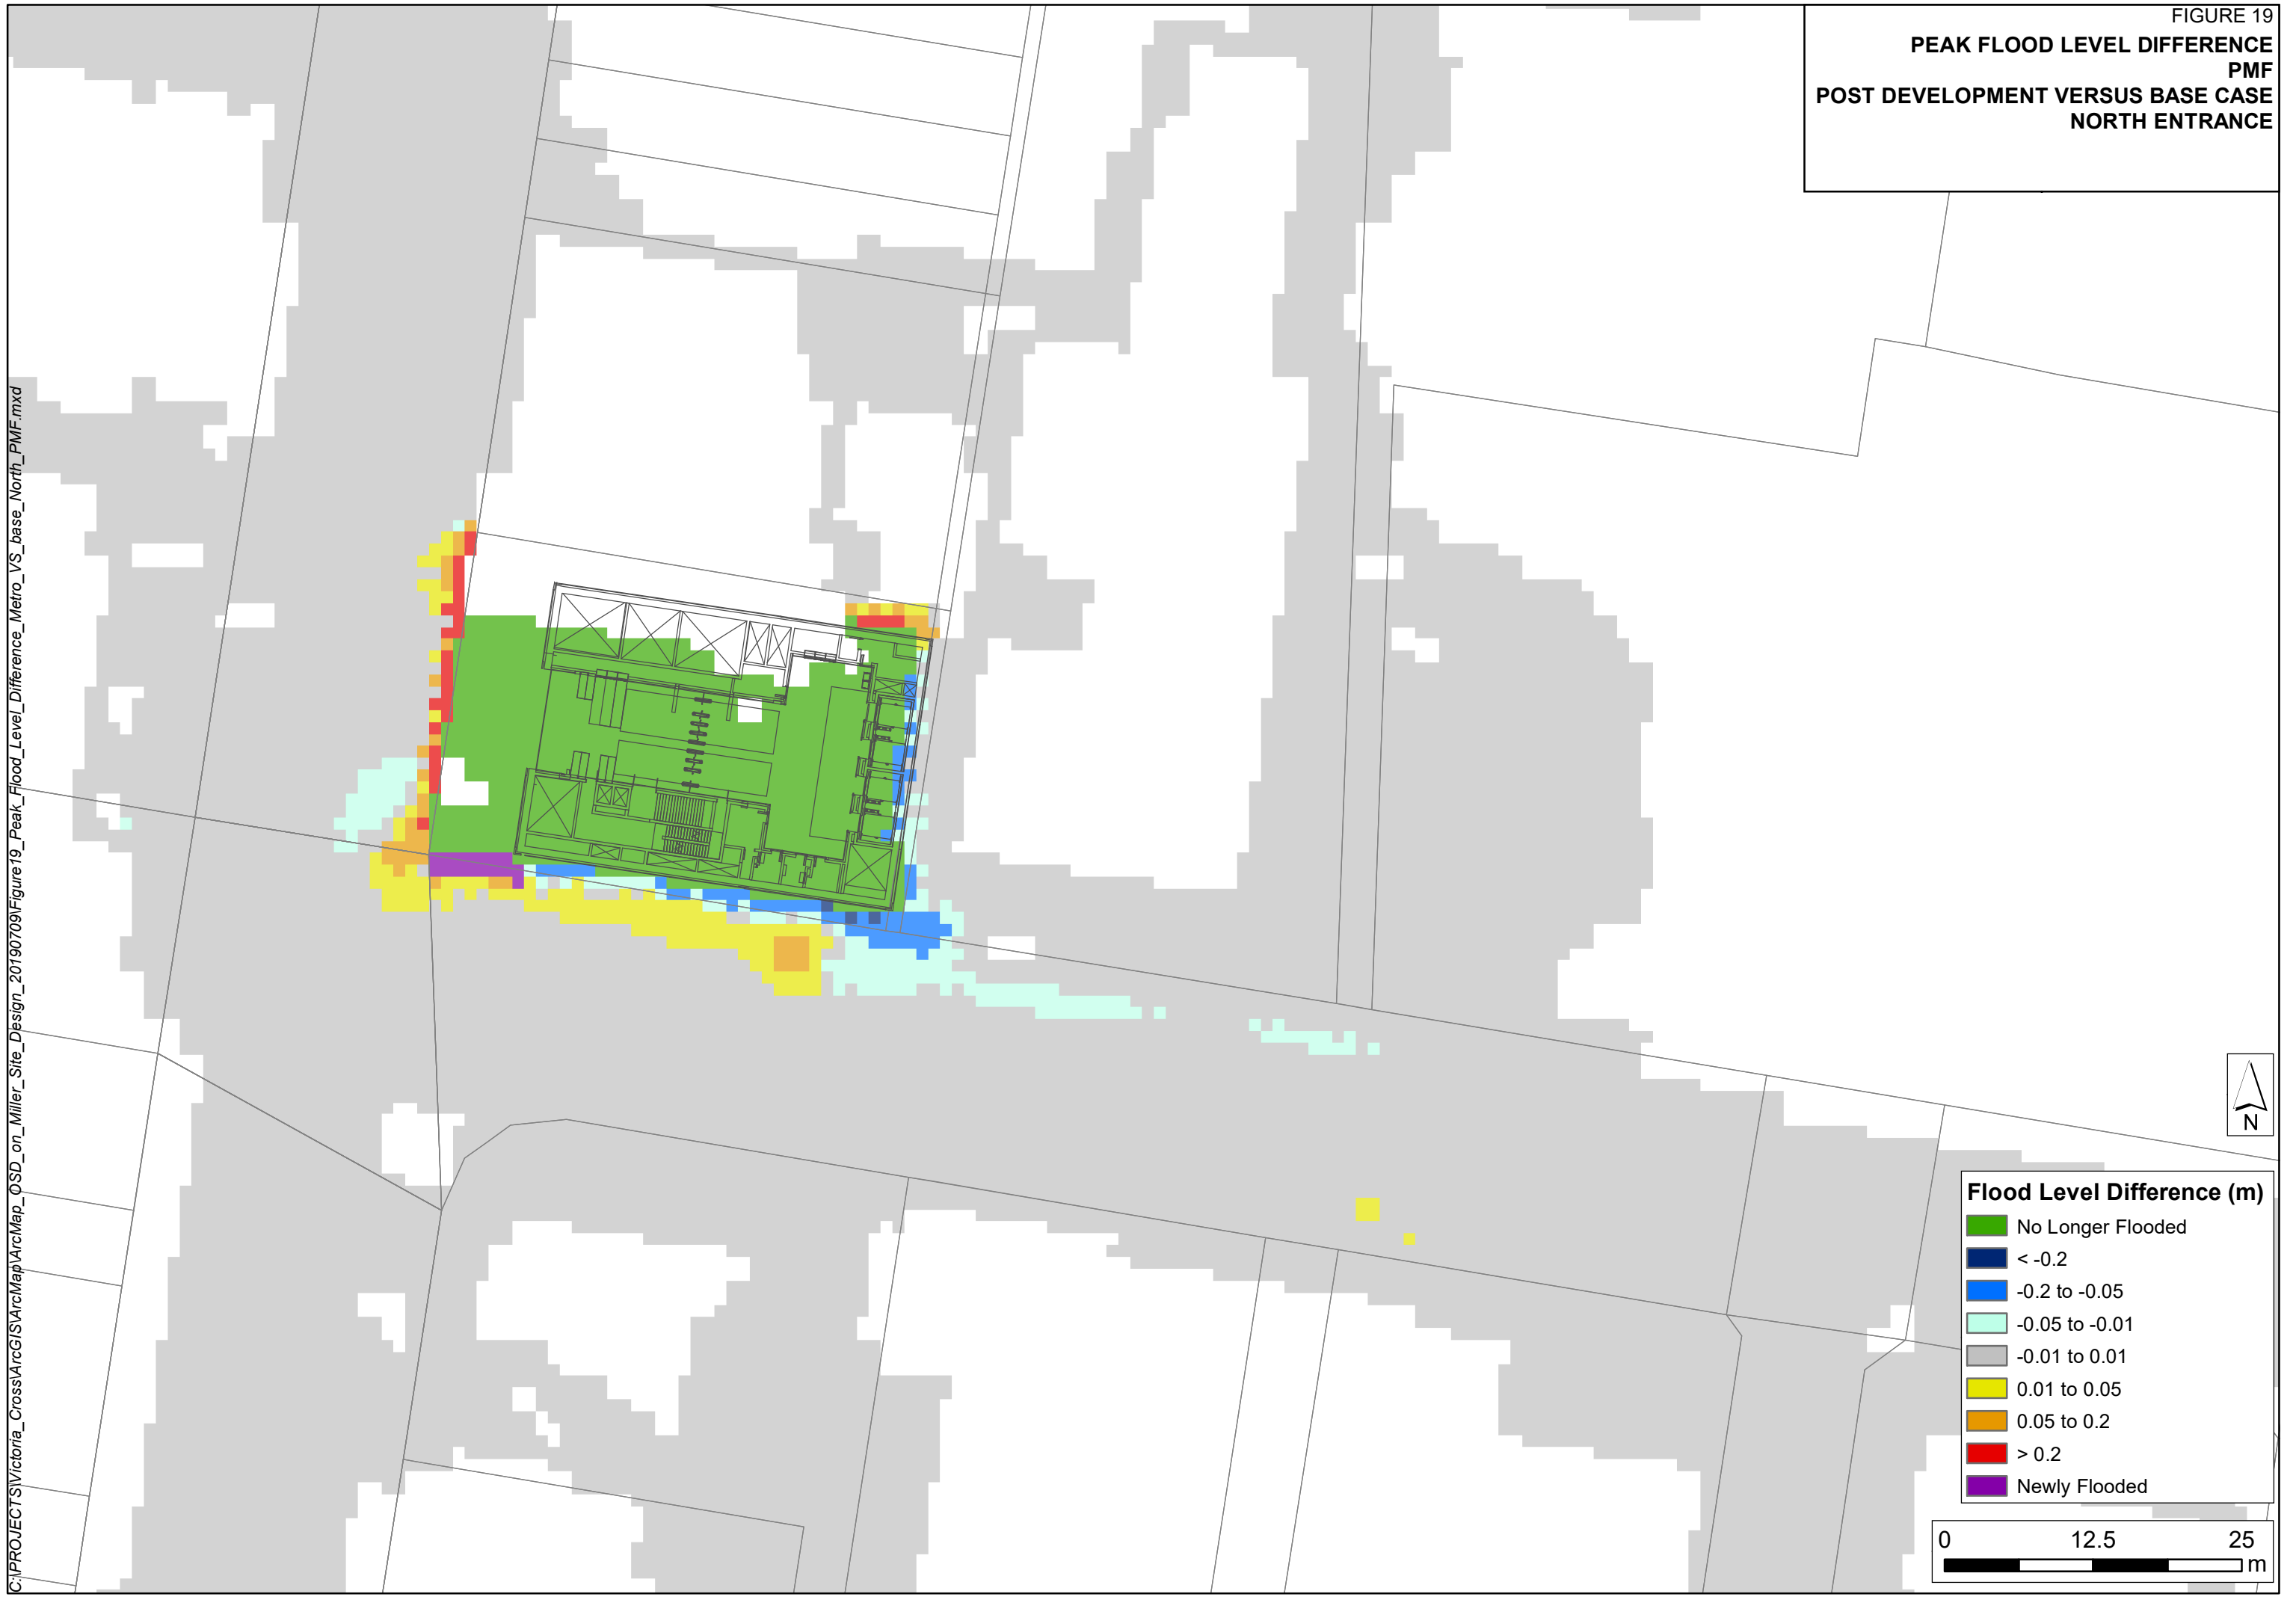 FIGURE 19
PEAK FLOOD LEVEL DIFFERENCE
PMF
POST DEVELOPMENT VERSUS BASE CASE
NORTH ENTRANCE
C:\PROJECTS\Victoria_Cross\ArcGIS\ArcMap\ArcMap_OSD_on_Miller_Site_Design_20190709\Figure19_Peak_Flood_Level_Difference_Metro_VS_base_North_PMF.mxd
N
Flood Level Difference (m)
No Longer Flooded
< -0.2
-0.2 to -0.05
-0.05 to -0.01
-0.01 to 0.01
0.01 to 0.05
0.05 to 0.2
> 0.2
Newly Flooded
0 12.5 25
m